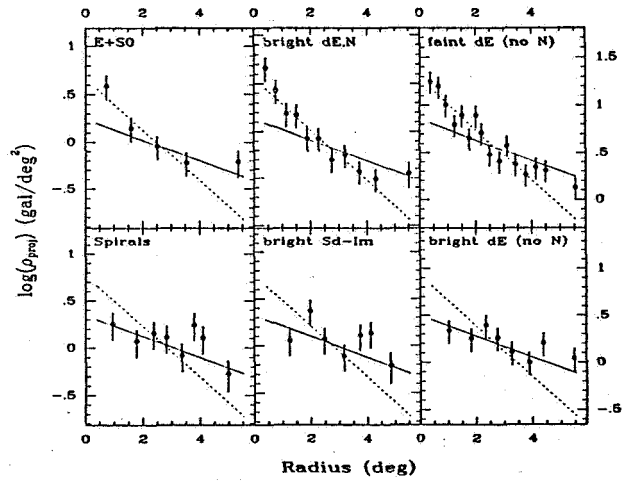 0 2 4 0 2 4 0 2 4
E+S0 bright dE,N faint dE (no N)
1
.5
0
-.5
1.5
1
.5
0
log(ρproj) (gal/deg²)
Spirals bright Sd-Im bright dE (no N)
1
.5
0
-.5
1
.5
0
-.5
0 2 4 0 2 4 0 2 4
Radius (deg)